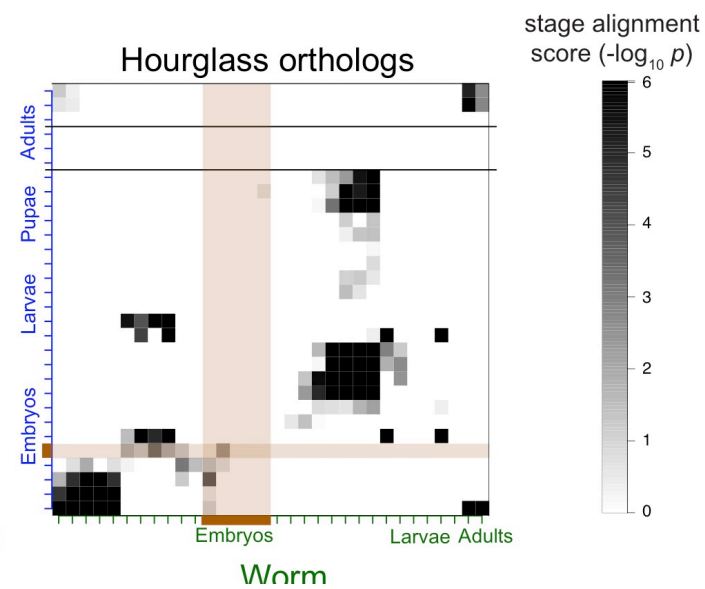 stage alignment
score (-log10 p)
Hourglass orthologs
6
5
4
3
2
1
0
Adults
Pupae
Larvae
Embryos
Embryos
Larvae
Adults
Worm